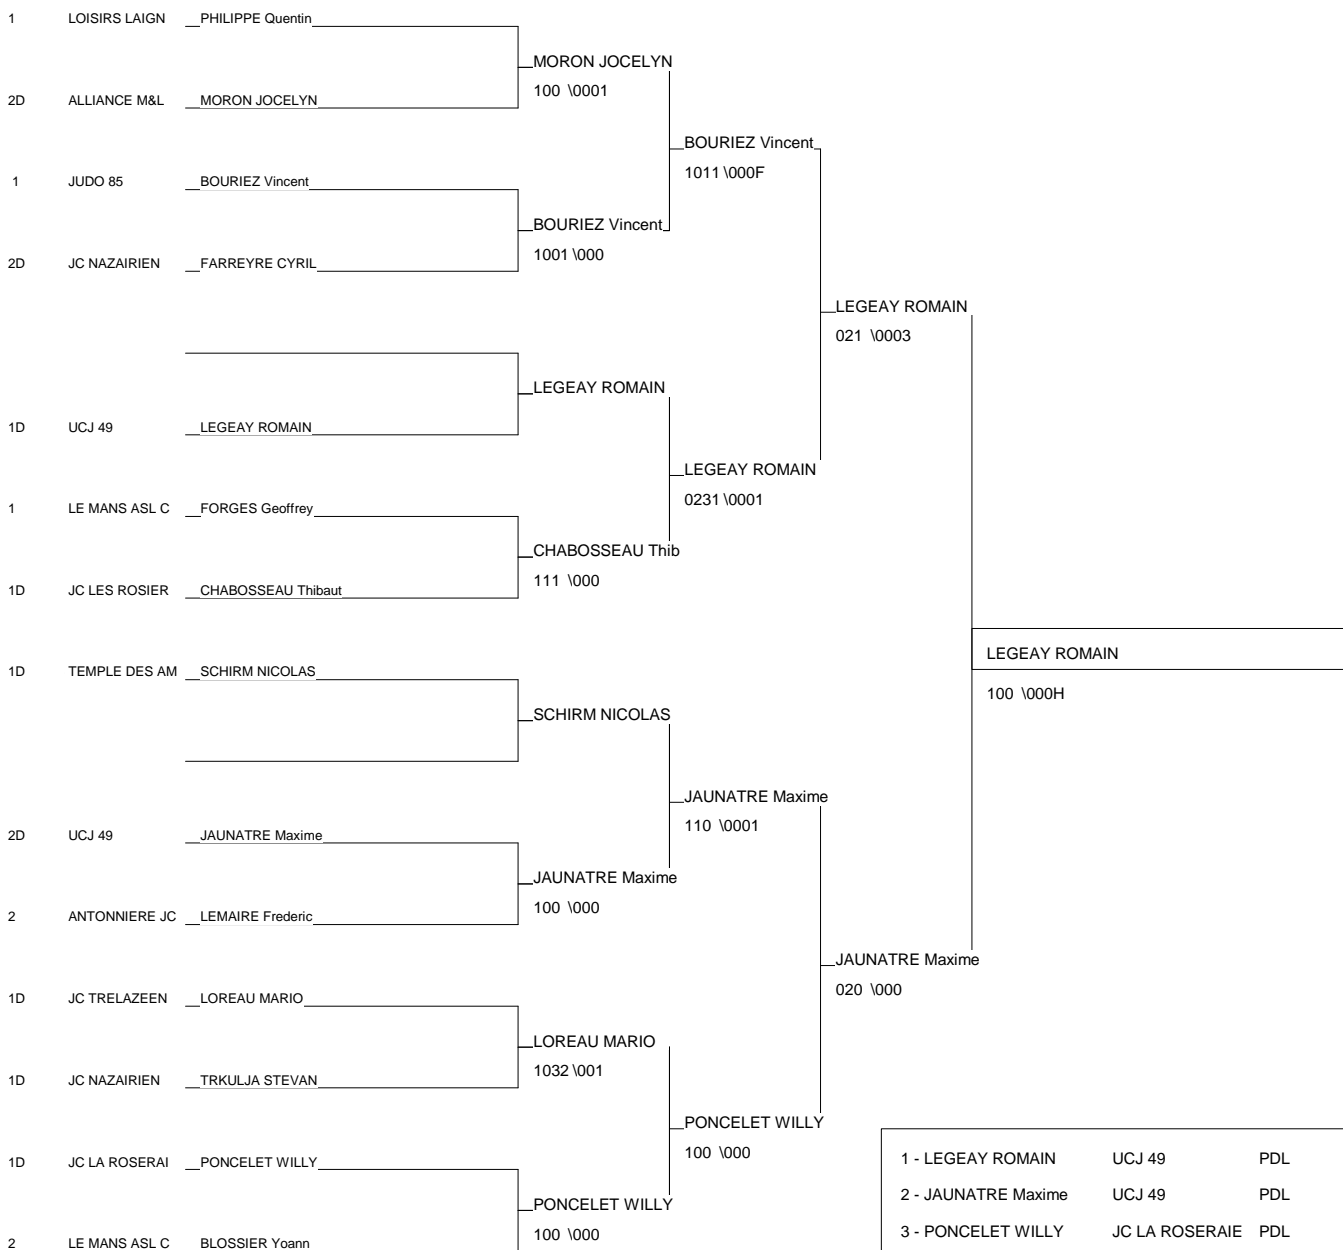 1 LOISIRS LAIGN PHILIPPE Quentin
MORON JOCELYN
100 \0001
2D ALLIANCE M&L MORON JOCELYN
BOURIEZ Vincent
1011 \000F
1 JUDO 85 BOURIEZ Vincent
BOURIEZ Vincent
1001 \000
2D JC NAZAIRIEN FARREYRE CYRIL
LEGEAY ROMAIN
021 \0003
LEGEAY ROMAIN
1D UCJ 49 LEGEAY ROMAIN
LEGEAY ROMAIN
0231 \0001
1 LE MANS ASL C FORGES Geoffrey
CHABOSSEAU Thib
111 \000
1D JC LES ROSIER CHABOSSEAU Thibaut
LEGEAY ROMAIN
100 \000H
1D TEMPLE DES AM SCHIRM NICOLAS
SCHIRM NICOLAS
JAUNATRE Maxime
110 \0001
2D UCJ 49 JAUNATRE Maxime
JAUNATRE Maxime
100 \000
2 ANTONNIERE JC LEMAIRE Frederic
JAUNATRE Maxime
020 \000
1D JC TRELAZEEN LOREAU MARIO
LOREAU MARIO
1032 \001
1D JC NAZAIRIEN TRKULJA STEVAN
PONCELET WILLY
100 \000
1D JC LA ROSERAI PONCELET WILLY
PONCELET WILLY
100 \000
2 LE MANS ASL C BLOSSIER Yoann
1 - LEGEAY ROMAIN UCJ 49 PDL
2 - JAUNATRE Maxime UCJ 49 PDL
3 - PONCELET WILLY JC LA ROSERAIE PDL